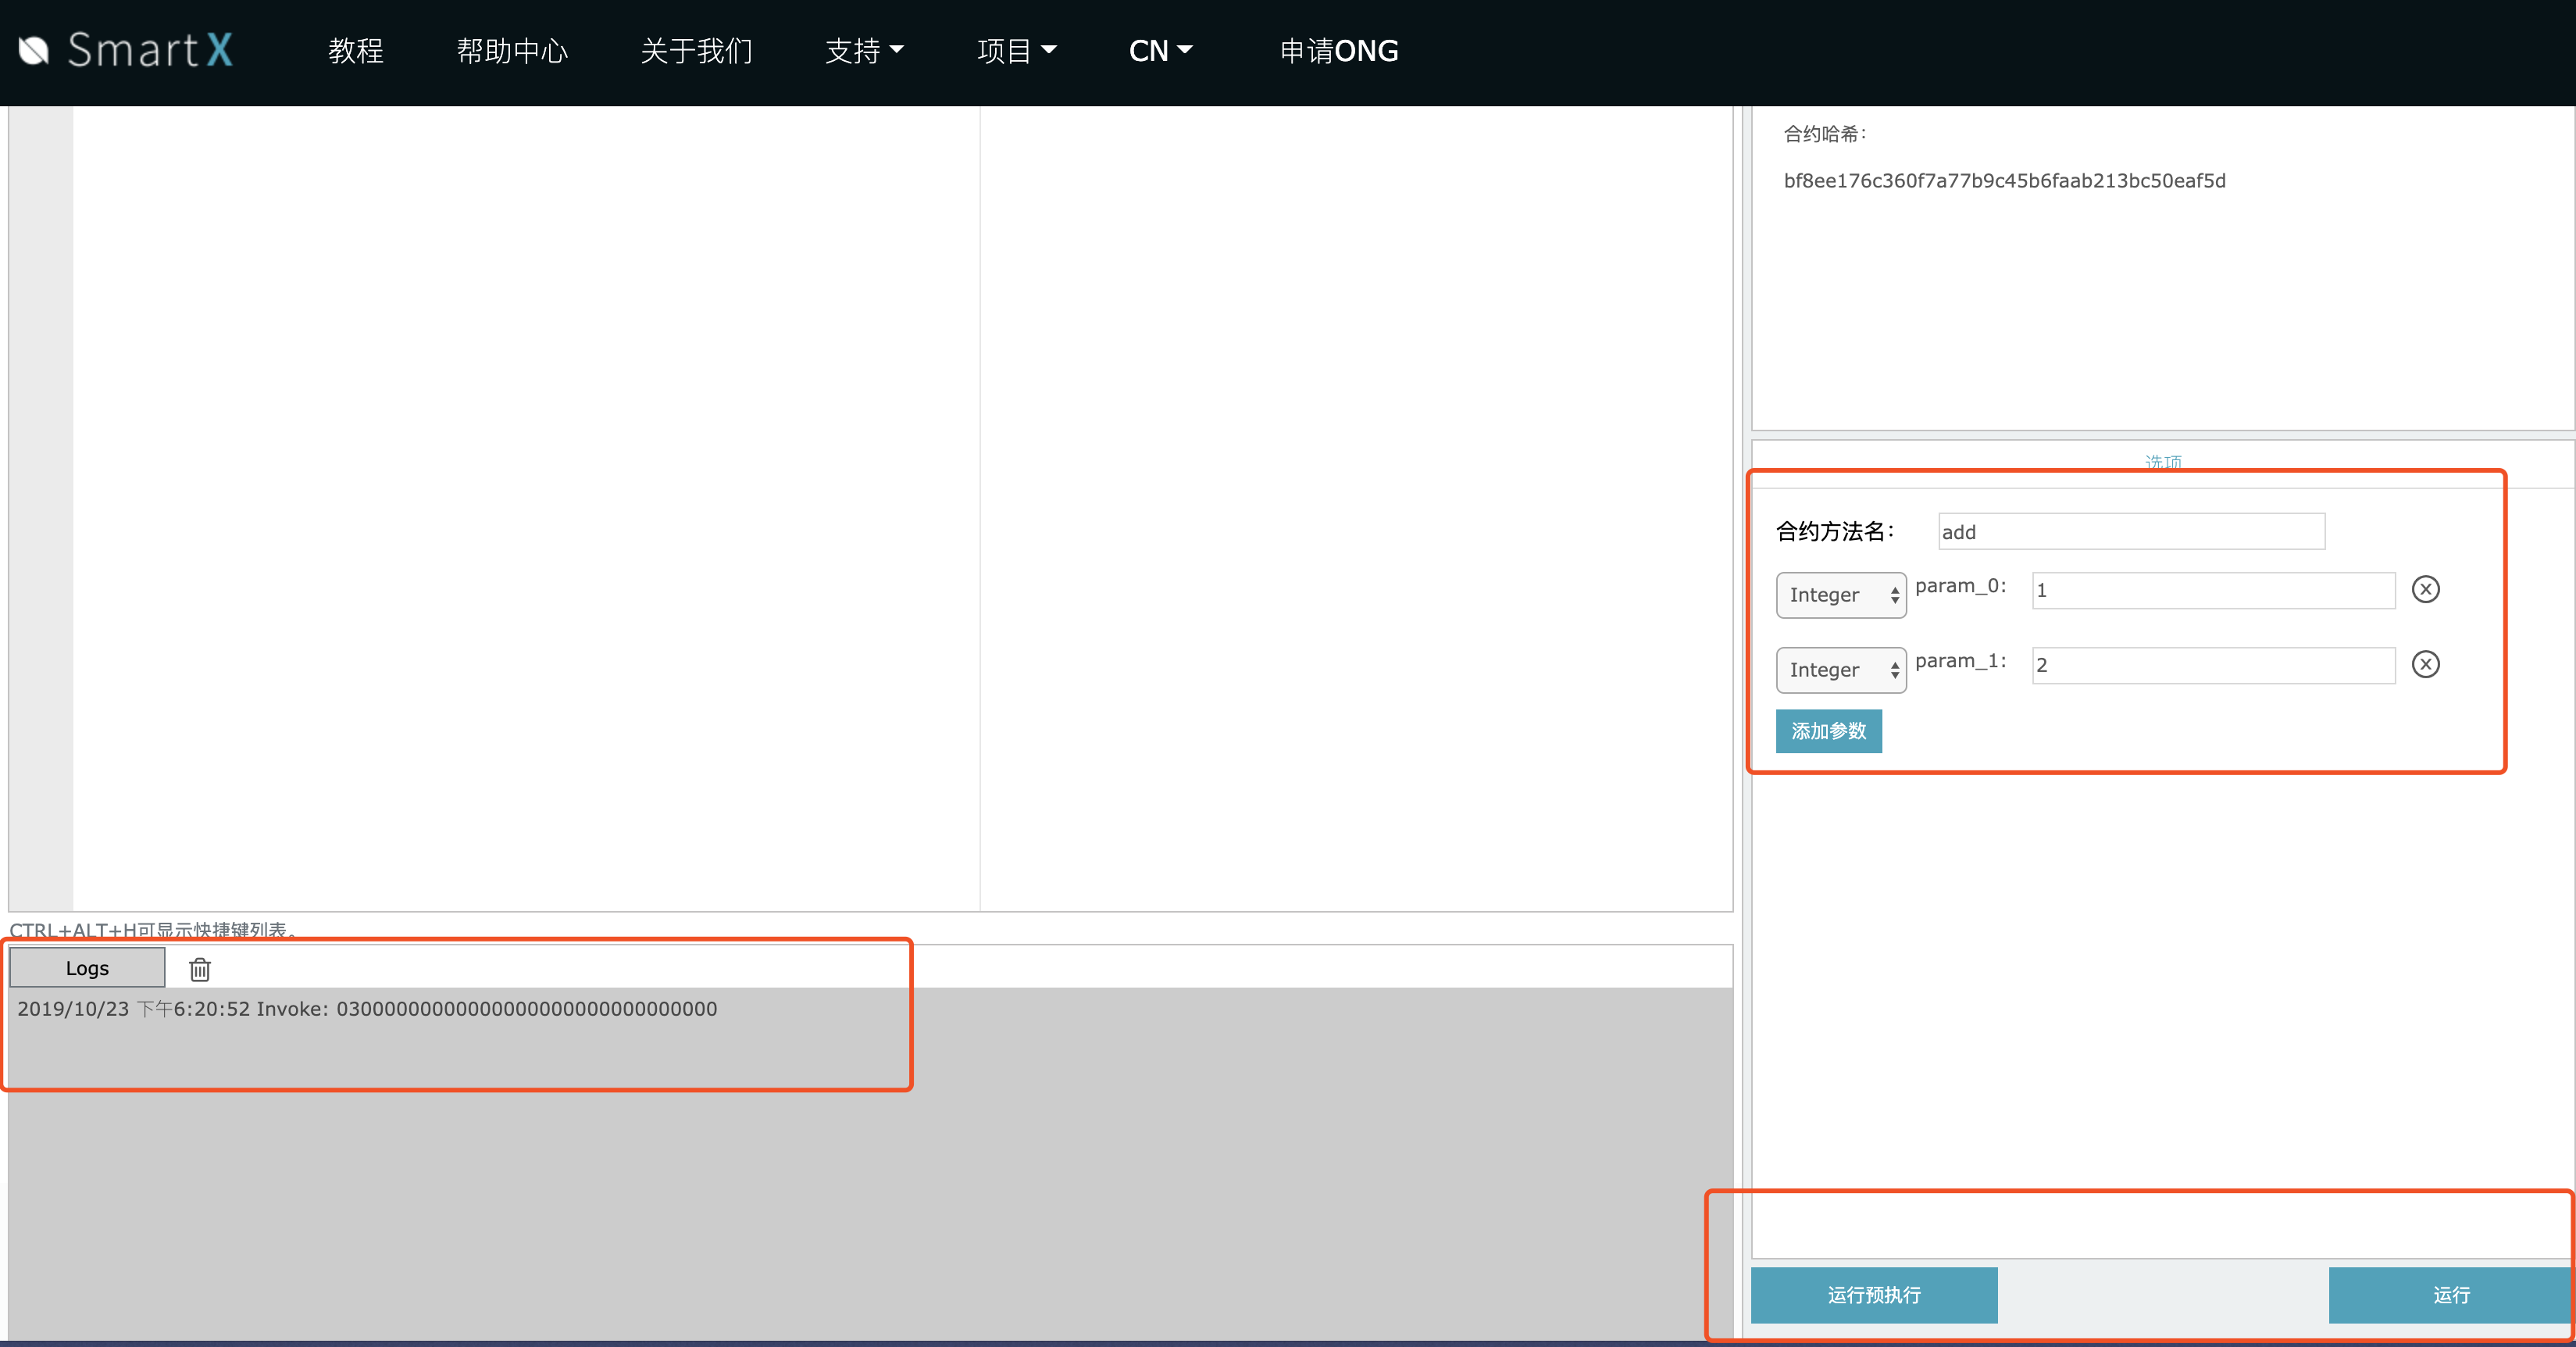 SmartX 教程 帮助中心 关于我们 支持 项目 CN 申请ONG
合约哈希:
bf8ee176c360f7a77b9c45b6faab213bc50eaf5d
选项
合约方法名: add
Integer param_0: 1
Integer param_1: 2
添加参数
CTRL+ALT+H可显示快捷键列表。
Logs
2019/10/23 下午6:20:52 Invoke: 03000000000000000000000000000000
运行预执行 运行